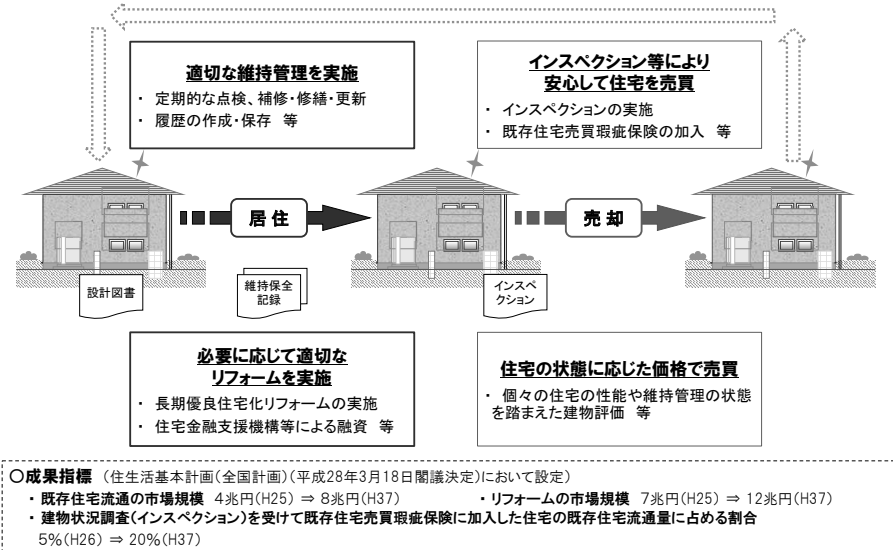 適切な維持管理を実施
・ 定期的な点検、補修・修繕・更新
・ 履歴の作成・保存 等
インスペクション等により
安心して住宅を売買
・ インスペクションの実施
・ 既存住宅売買瑕疵保険の加入 等
居住
売却
設計図書
維持保全
記録
インスペ
クション
必要に応じて適切な
リフォームを実施
・ 長期優良住宅化リフォームの実施
・ 住宅金融支援機構等による融資 等
住宅の状態に応じた価格で売買
・ 個々の住宅の性能や維持管理の状態
を踏まえた建物評価 等
○成果指標 （住生活基本計画（全国計画）（平成28年3月18日閣議決定）において設定）
・既存住宅流通の市場規模 4兆円（H25） ⇒ 8兆円（H37） ・リフォームの市場規模 7兆円（H25） ⇒ 12兆円（H37）
・建物状況調査（インスペクション）を受けて既存住宅売買瑕疵保険に加入した住宅の既存住宅流通量に占める割合
5％（H26） ⇒ 20％（H37）